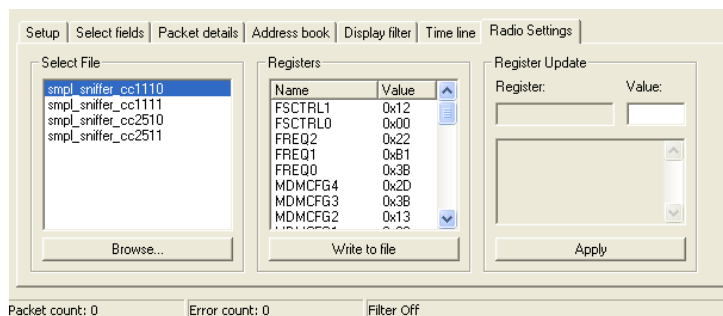 Setup Select fields Packet details Address book Display filter Time line Radio Settings
Select File
smpl_sniffer_cc1110
smpl_sniffer_cc1111
smpl_sniffer_cc2510
smpl_sniffer_cc2511
Browse...
Registers
Name Value
FSCTRL1 0x12
FSCTRL0 0x00
FREQ2 0x22
FREQ1 0xB1
FREQ0 0x3B
MDMCFG4 0x2D
MDMCFG3 0x3B
MDMCFG2 0x13
Write to file
Register Update
Register: Value:
Apply
Packet count: 0 Error count: 0 Filter Off